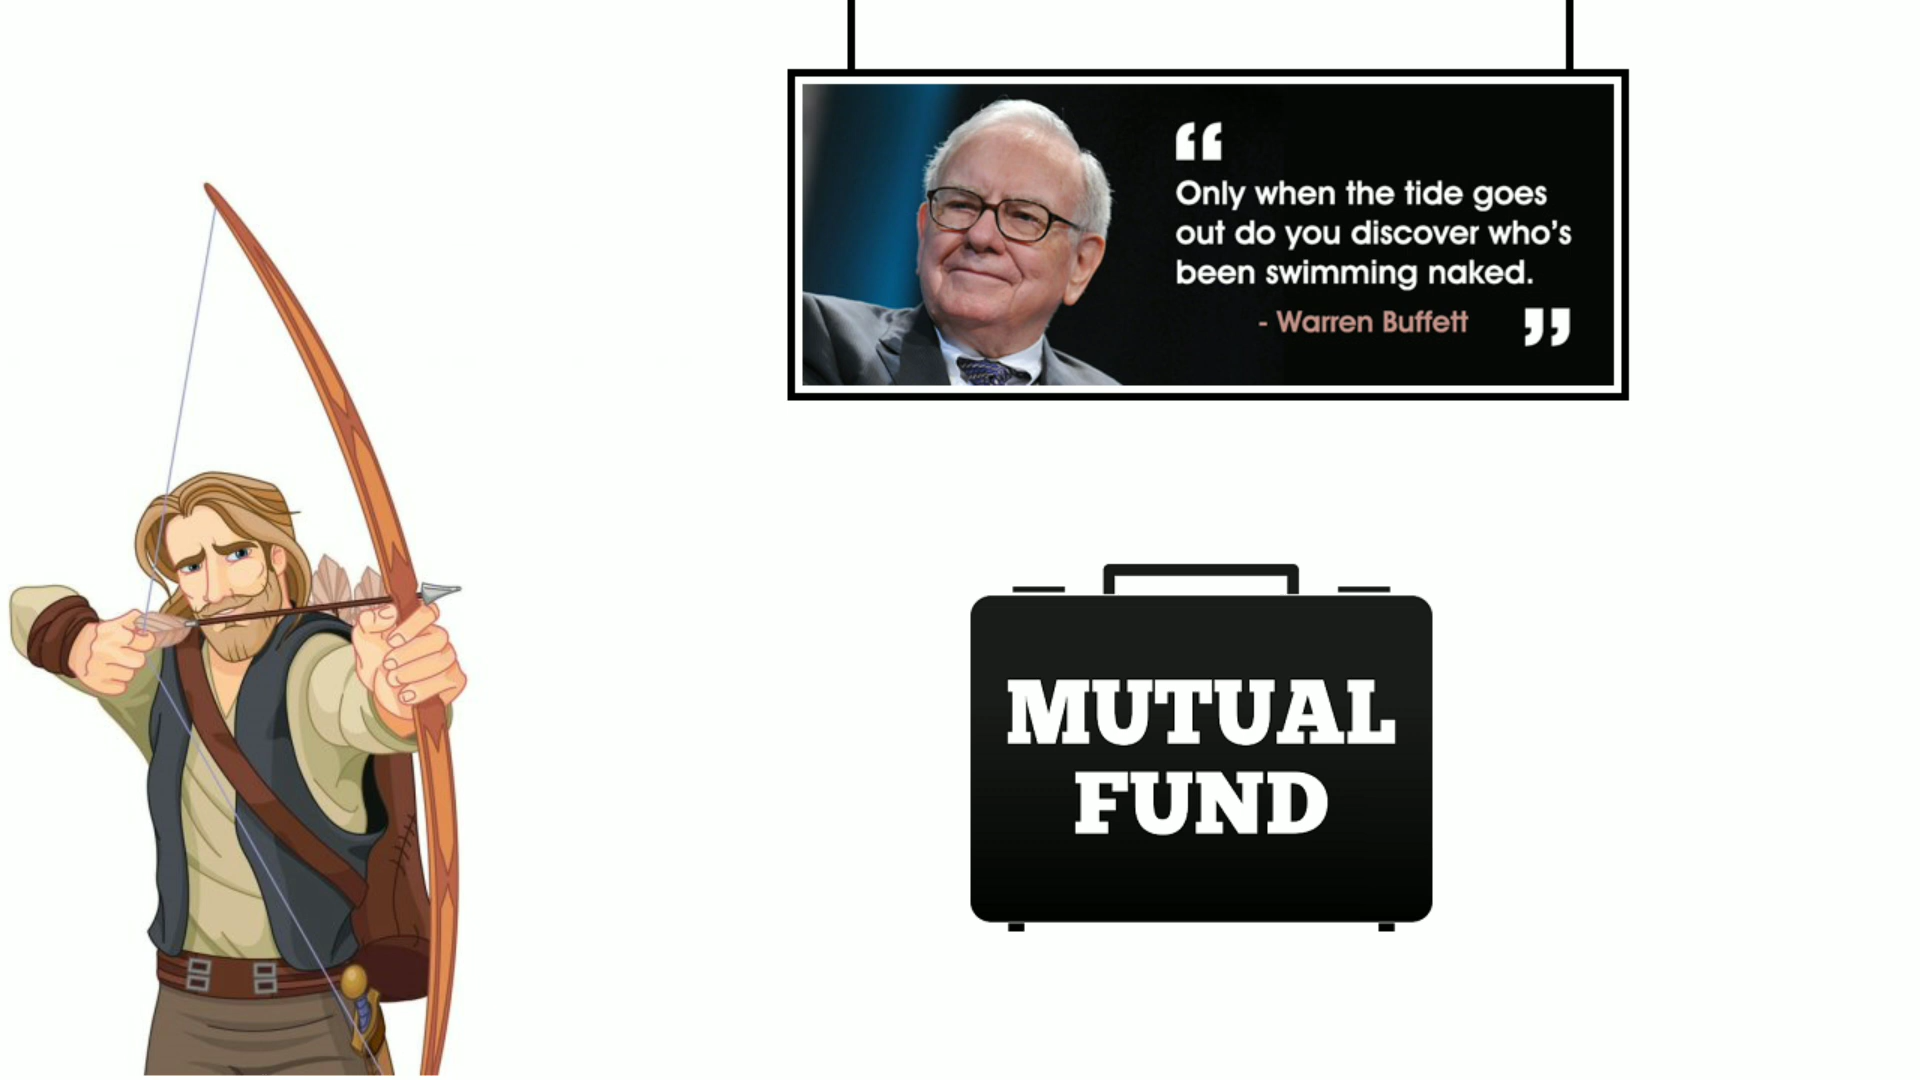 “
Only when the tide goes
out do you discover who's
been swimming naked.
- Warren Buffett
”
MUTUAL
FUND